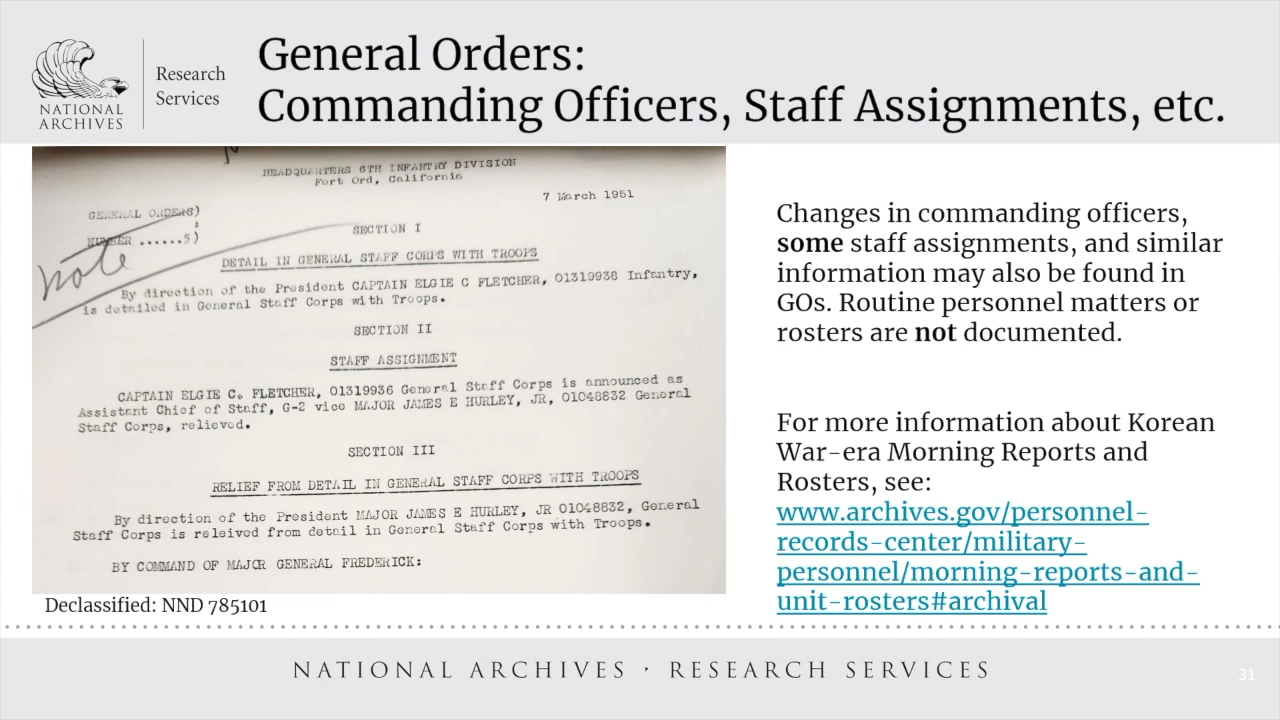 NATIONAL
ARCHIVES
Research
Services
General Orders:
Commanding Officers, Staff Assignments, etc.
HEADQUARTERS 6TH INFANTRY DIVISION
Fort Ord, California
7 March 1951
GENERAL ORDERS)
:
NUMBER ......5)
note
SECTION I
DETAIL IN GENERAL STAFF CORPS WITH TROOPS
By direction of the President CAPTAIN ELGIE C FLETCHER, 01319938 Infantry,
is detailed in General Staff Corps with Troops.
SECTION II
STAFF ASSIGNMENT
CAPTAIN ELGIE C. FLETCHER, 01319936 General Staff Corps is announced as
Assistant Chief of Staff, G-2 vice MAJOR JAMES E HURLEY, JR, 01048832 General
Staff Corps, relieved.
SECTION III
RELIEF FROM DETAIL IN GENERAL STAFF CORPS WITH TROOPS
By direction of the President MAJOR JAMES E HURLEY, JR 01048832, General
Staff Corps is releived from detail in General Staff Corps with Troops.
BY COMMAND OF MAJOR GENERAL FREDERICK:
Declassified: NND 785101
Changes in commanding officers,
some staff assignments, and similar
information may also be found in
GOs. Routine personnel matters or
rosters are not documented.
For more information about Korean
War-era Morning Reports and
Rosters, see:
www.archives.gov/personnel-
records-center/military-
personnel/morning-reports-and-
unit-rosters#archival
NATIONAL ARCHIVES · RESEARCH SERVICES
31